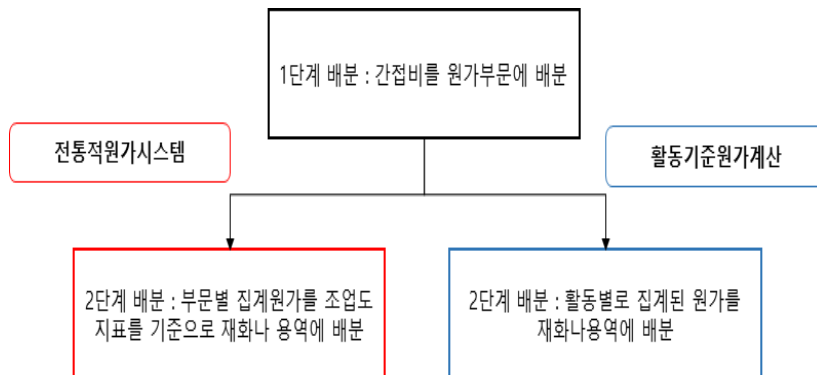 1단계 배분 : 간접비를 원가부문에 배분
전통적원가시스템
활동기준원가계산
2단계 배분 : 부문별 집계원가를 조업도
지표를 기준으로 재화나 용역에 배분
2단계 배분 : 활동별로 집계된 원가를
재화나용역에 배분